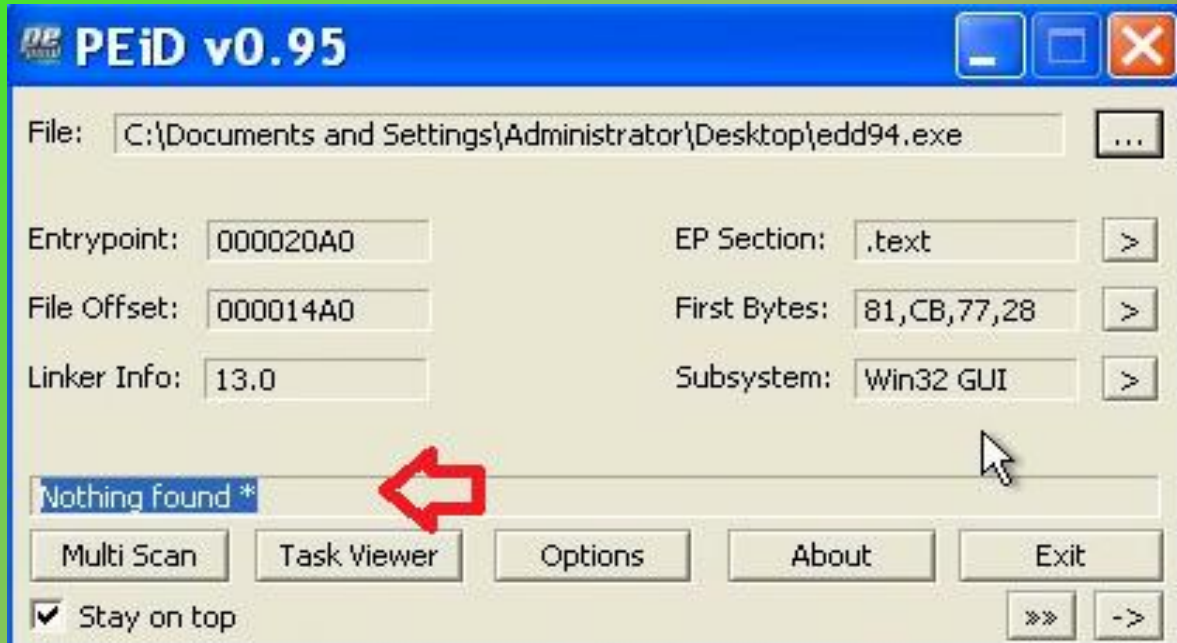 PEiD v0.95
File: C:\Documents and Settings\Administrator\Desktop\edd94.exe ...
Entrypoint: 000020A0 EP Section: .text >
File Offset: 000014A0 First Bytes: 81,CB,77,28 >
Linker Info: 13.0 Subsystem: Win32 GUI >
Nothing found *
Multi Scan Task Viewer Options About Exit
Stay on top »» ->